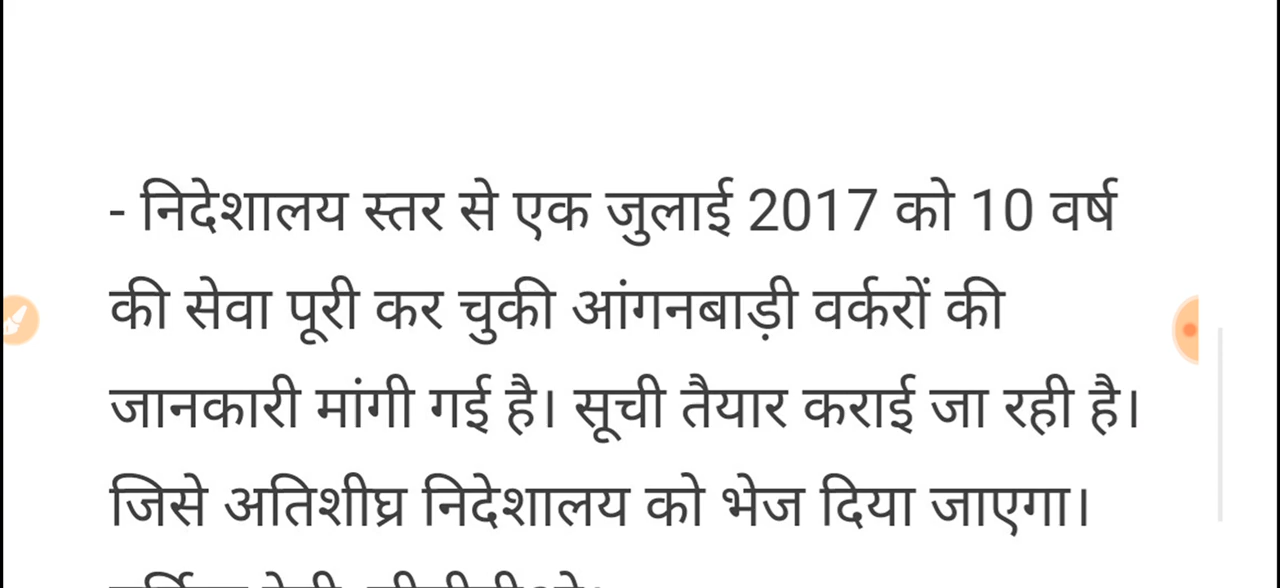 - निदेशालय स्तर से एक जुलाई 2017 को 10 वर्ष
की सेवा पूरी कर चुकी आंगनबाड़ी वर्करों की
जानकारी मांगी गई है। सूची तैयार कराई जा रही है।
जिसे अतिशीघ्र निदेशालय को भेज दिया जाएगा।